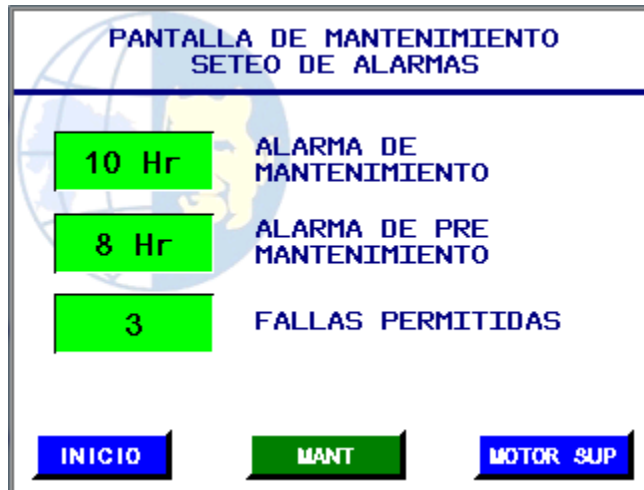 PANTALLA DE MANTENIMIENTO
SETEO DE ALARMAS
10 Hr
ALARMA DE
MANTENIMIENTO
8 Hr
ALARMA DE PRE
MANTENIMIENTO
3
FALLAS PERMITIDAS
INICIO
MANT
MOTOR SUP